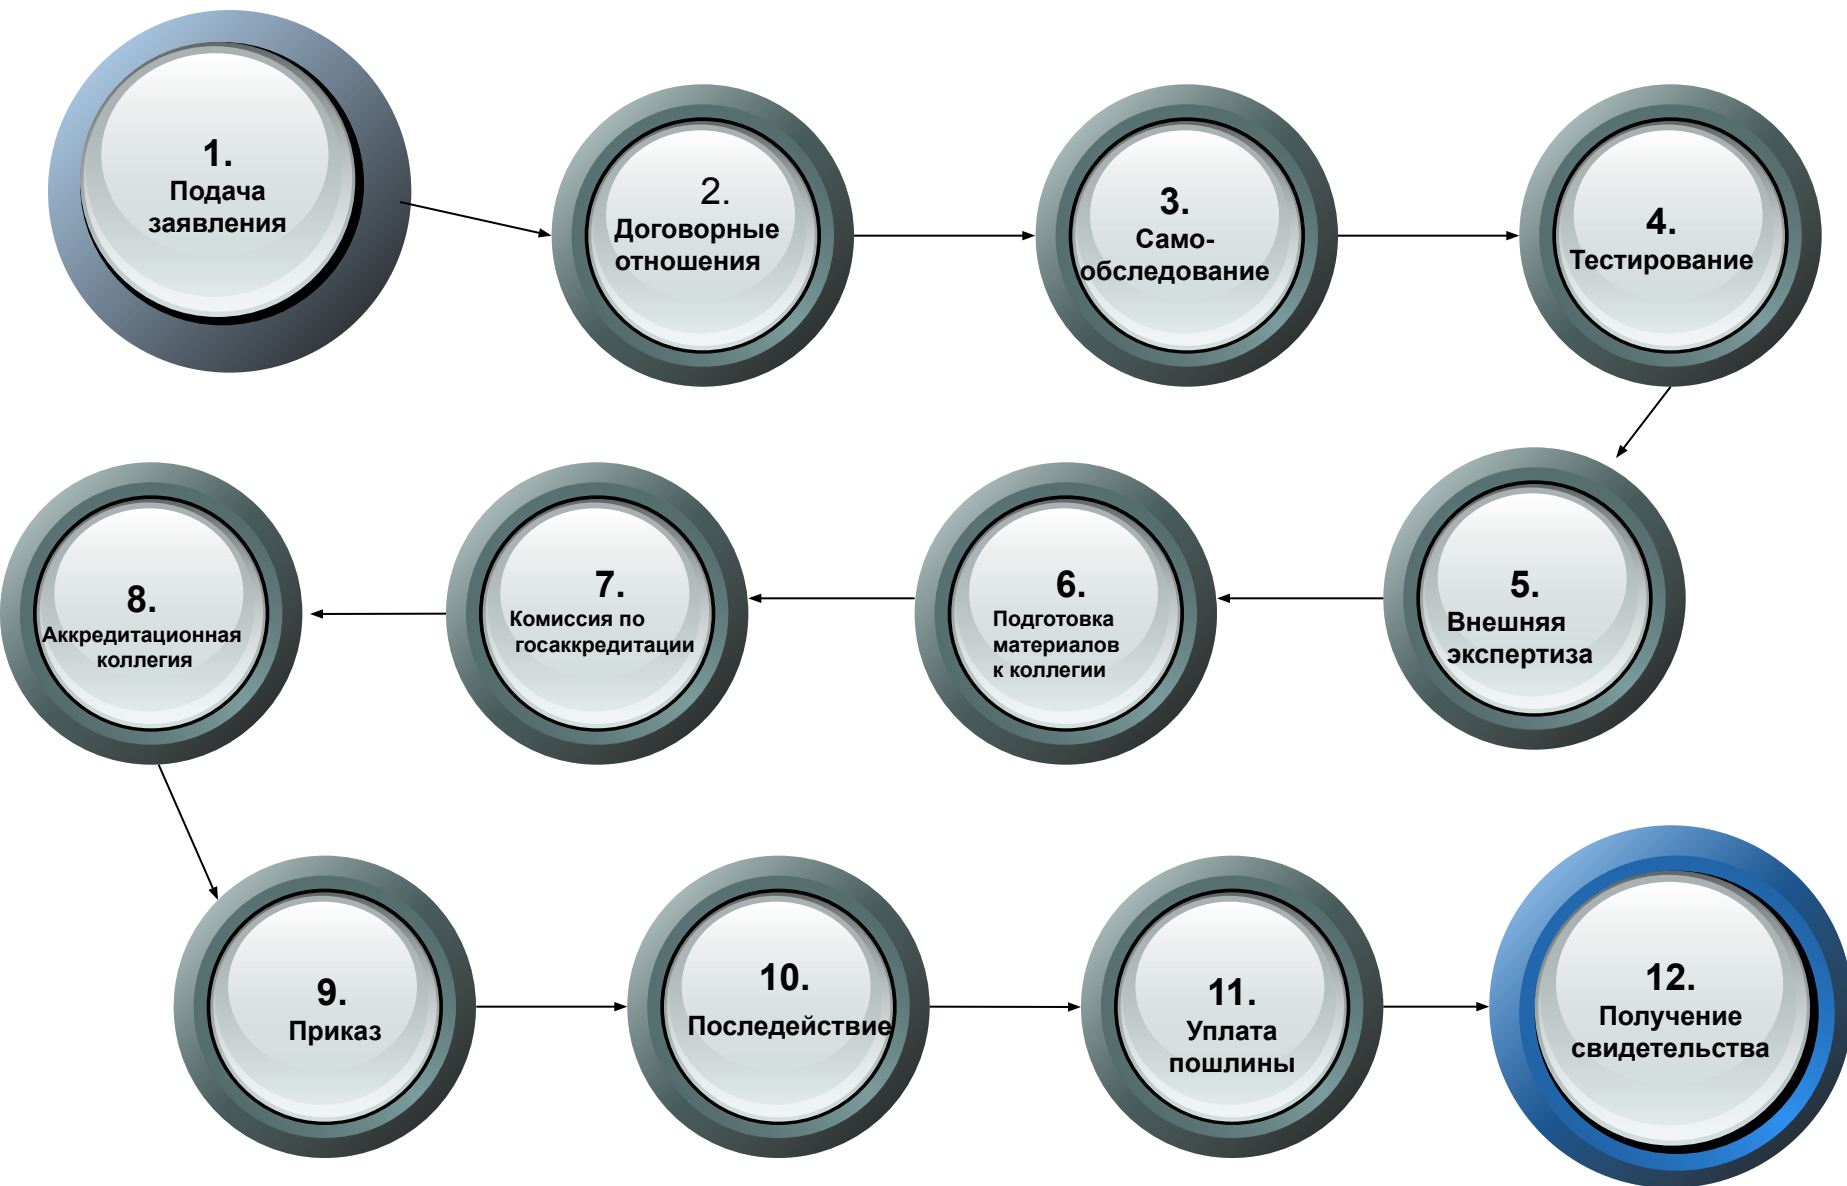 1.
Подача
заявления
2.
Договорные
отношения
3.
Само-
обследование
4.
Тестирование
5.
Внешняя
экспертиза
6.
Подготовка
материалов
к коллегии
7.
Комиссия по
госаккредитации
8.
Аккредитационная
коллегия
9.
Приказ
10.
Последействие
11.
Уплата
пошлины
12.
Получение
свидетельства